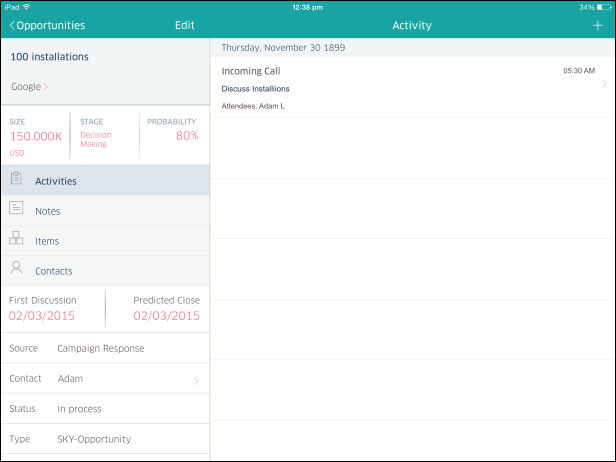 iPad 12:38 pm 34%
Opportunities Edit Activity +
100 installations
Google
SIZE STAGE PROBABILITY
150.000K Decision Making 80%
USD
Activities
Notes
Items
Contacts
First Discussion Predicted Close
02/03/2015 02/03/2015
Source Campaign Response
Contact Adam
Status In process
Type SKY-Opportunity
Thursday, November 30 1899
Incoming Call 05:30 AM
Discuss Installiions
Attendees: Adam L